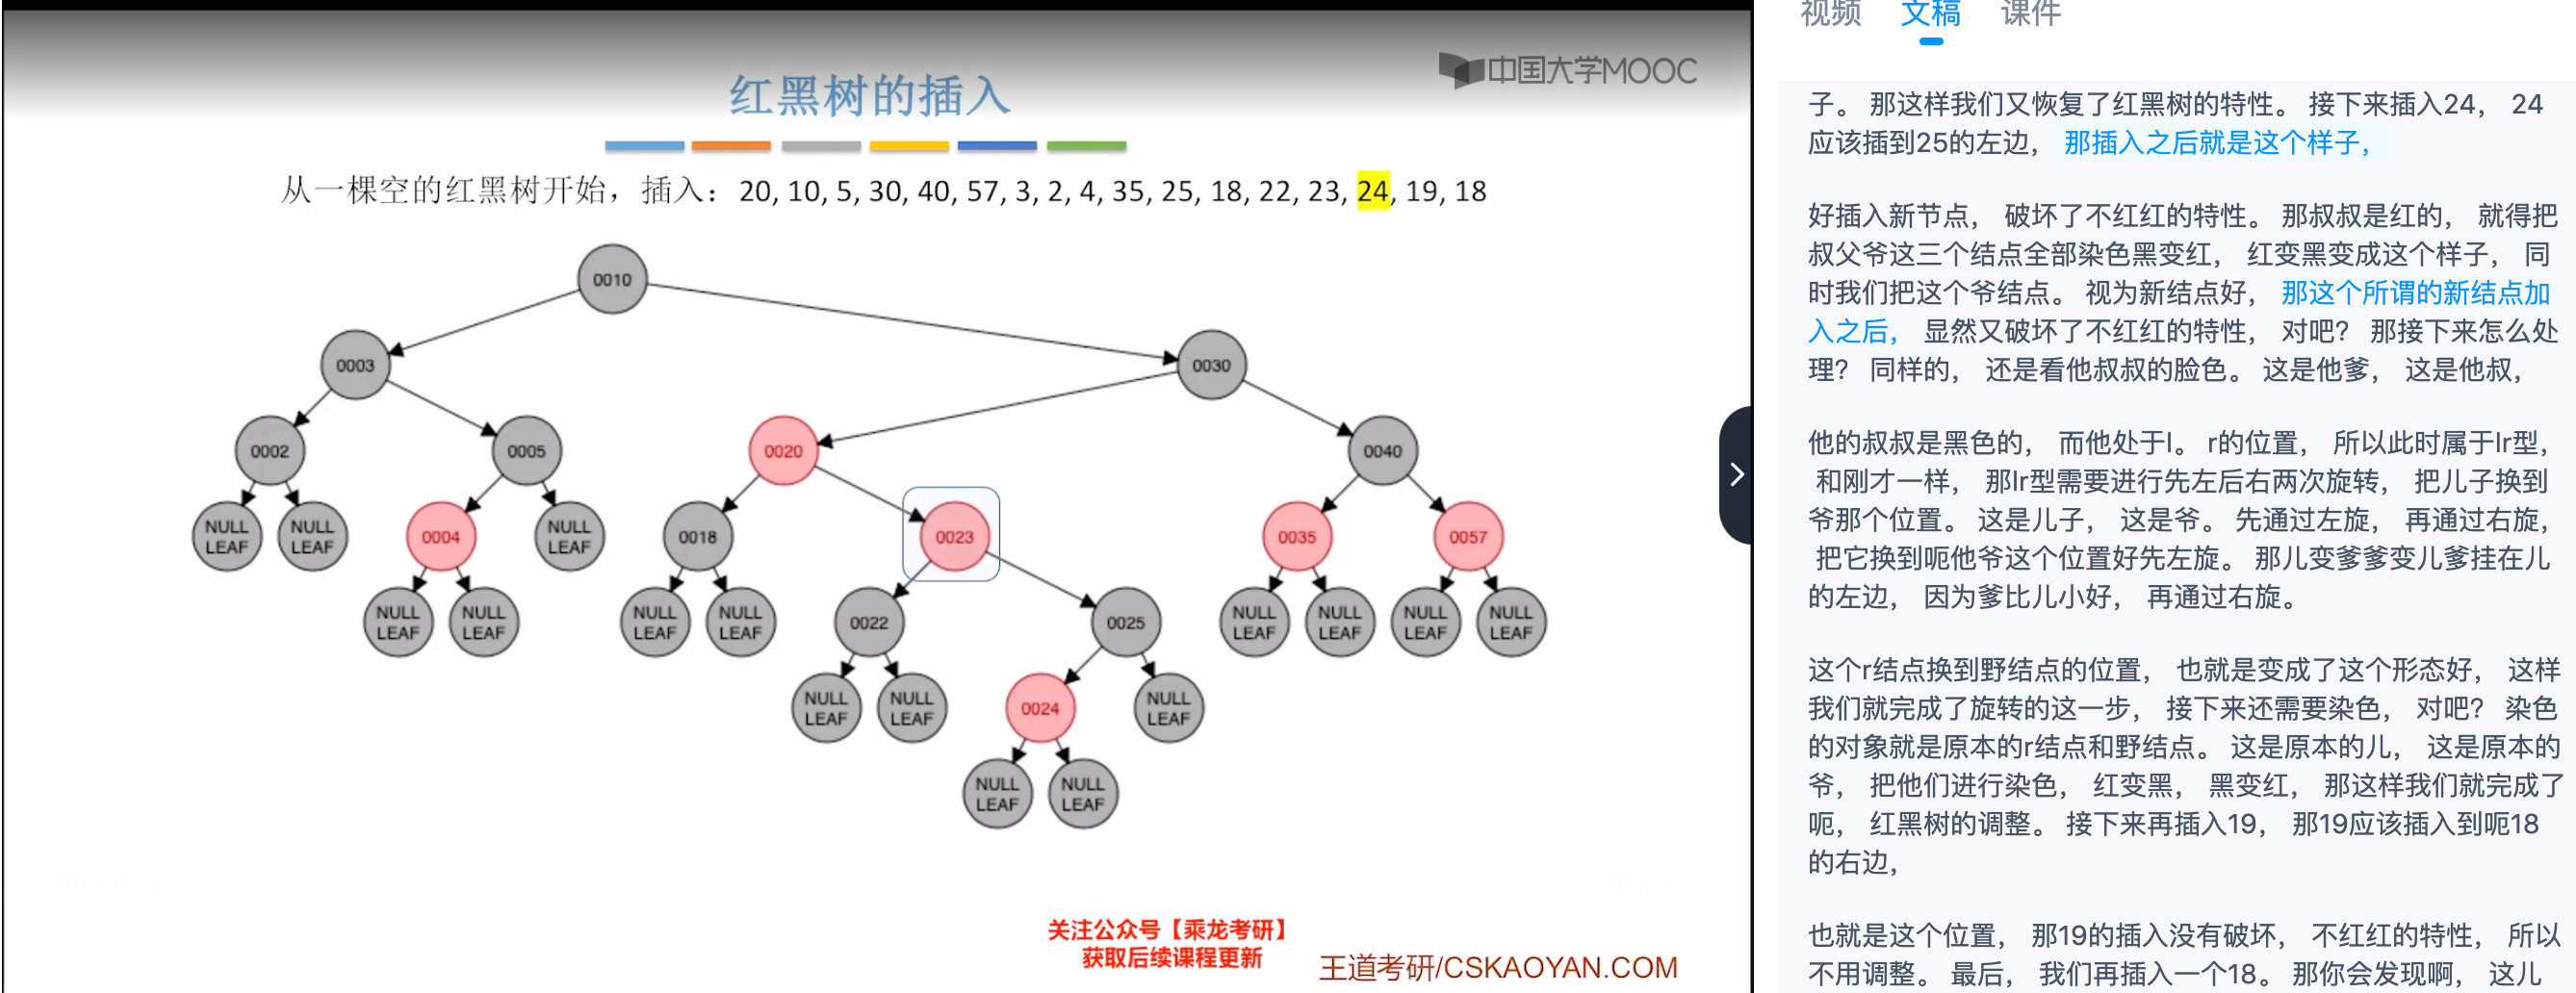 中国大学MOOC
红黑树的插入
从一棵空的红黑树开始，插入：20, 10, 5, 30, 40, 57, 3, 2, 4, 35, 25, 18, 22, 23, 24, 19, 18
0010
0003
0030
0002
0005
0020
0040
NULL LEAF
NULL LEAF
0004
NULL LEAF
0018
0023
0035
0057
NULL LEAF
NULL LEAF
NULL LEAF
NULL LEAF
0022
0025
NULL LEAF
NULL LEAF
NULL LEAF
NULL LEAF
NULL LEAF
NULL LEAF
0024
NULL LEAF
NULL LEAF
NULL LEAF
关注公众号【乘龙考研】
获取后续课程更新
王道考研/CSKAOYAN.COM
视频 文稿 课件
子。 那这样我们又恢复了红黑树的特性。 接下来插入24， 24
应该插到25的左边， 那插入之后就是这个样子，
好插入新节点， 破坏了不红红的特性。 那叔叔是红的， 就得把
叔父爷这三个结点全部染色黑变红， 红变黑变成这个样子， 同
时我们把这个爷结点。 视为新结点好， 那这个所谓的新结点加
入之后， 显然又破坏了不红红的特性， 对吧？ 那接下来怎么处
理？ 同样的， 还是看他叔叔的脸色。 这是他爹， 这是他叔，
他的叔叔是黑色的， 而他处于l。 r的位置， 所以此时属于lr型，
和刚才一样， 那lr型需要进行先左后右两次旋转， 把儿子换到
爷那个位置。 这是儿子， 这是爷。 先通过左旋， 再通过右旋，
把它换到呃他爷这个位置好先左旋。 那儿变爹爹变儿爹挂在儿
的左边， 因为爹比儿小好， 再通过右旋。
这个r结点换到野结点的位置， 也就是变成了这个形态好， 这样
我们就完成了旋转的这一步， 接下来还需要染色， 对吧？ 染色
的对象就是原本的r结点和野结点。 这是原本的儿， 这是原本的
爷， 把他们进行染色， 红变黑， 黑变红， 那这样我们就完成了
呃， 红黑树的调整。 接下来再插入19， 那19应该插入到呃18
的右边，
也就是这个位置， 那19的插入没有破坏， 不红红的特性， 所以
不用调整。 最后， 我们再插入一个18。 那你会发现啊， 这儿